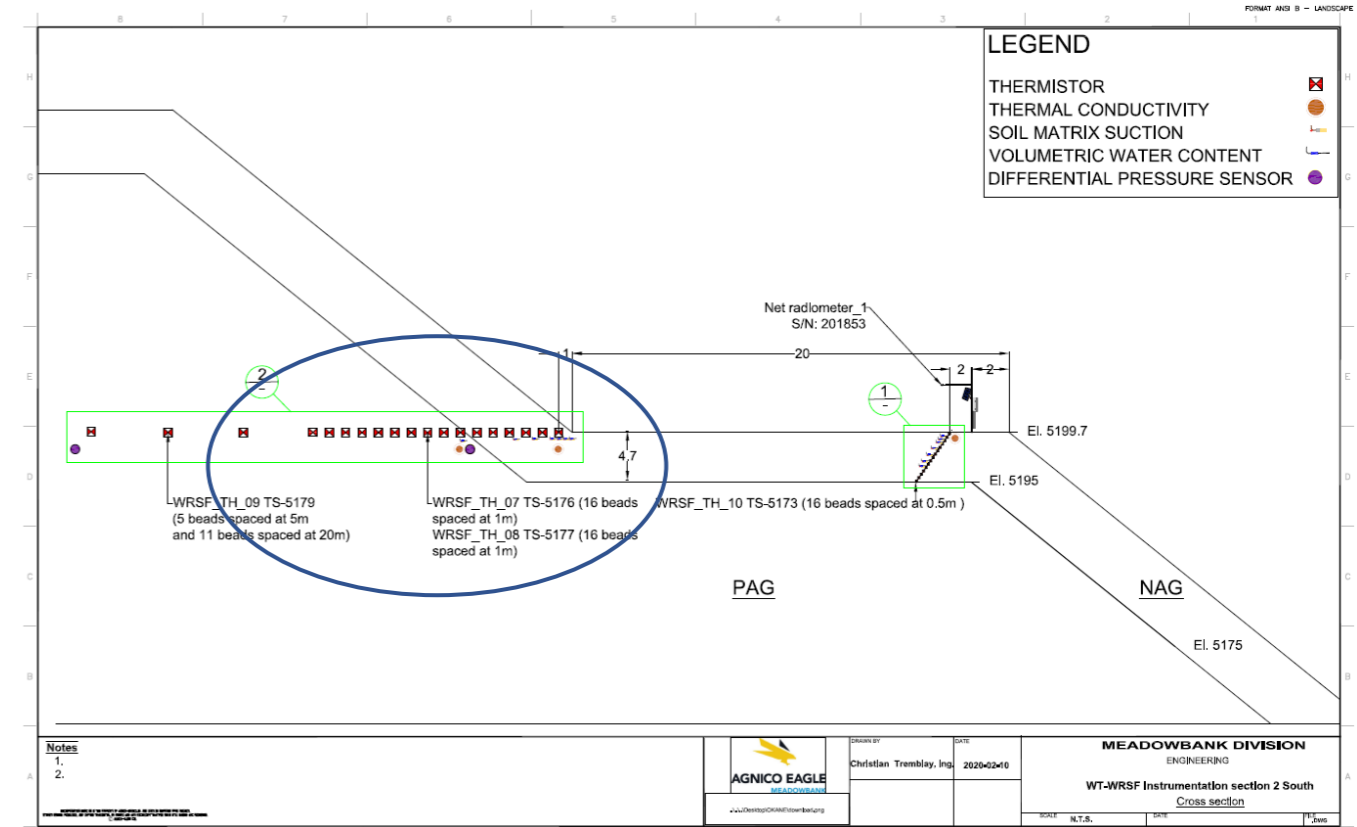 FORMAT ANSI B - LANDSCAPE
8 7 6 5 4 3 2 1
H H
G G
F F
E E
D D
C C
B B
A A
LEGEND
THERMISTOR
THERMAL CONDUCTIVITY
SOIL MATRIX SUCTION
VOLUMETRIC WATER CONTENT
DIFFERENTIAL PRESSURE SENSOR
Net radiometer_1
S/N: 201853
1
20
2
2
2
-
1
-
El. 5199.7
4,7
El. 5195
WRSF_TH_09 TS-5179
(5 beads spaced at 5m
and 11 beads spaced at 20m)
WRSF_TH_07 TS-5176 (16 beads
spaced at 1m)
WRSF_TH_08 TS-5177 (16 beads
spaced at 1m)
WRSF_TH_10 TS-5173 (16 beads spaced at 0.5m )
PAG
NAG
El. 5175
Notes
1.
2.
AGNICO EAGLE
MEADOWBANK
DRAWN BY
Christian Tremblay, ing.
DATE
2020-02-10
MEADOWBANK DIVISION
ENGINEERING
WT-WRSF Instrumentation section 2 South
Cross section
SCALE N.T.S.
DATE
.DWG